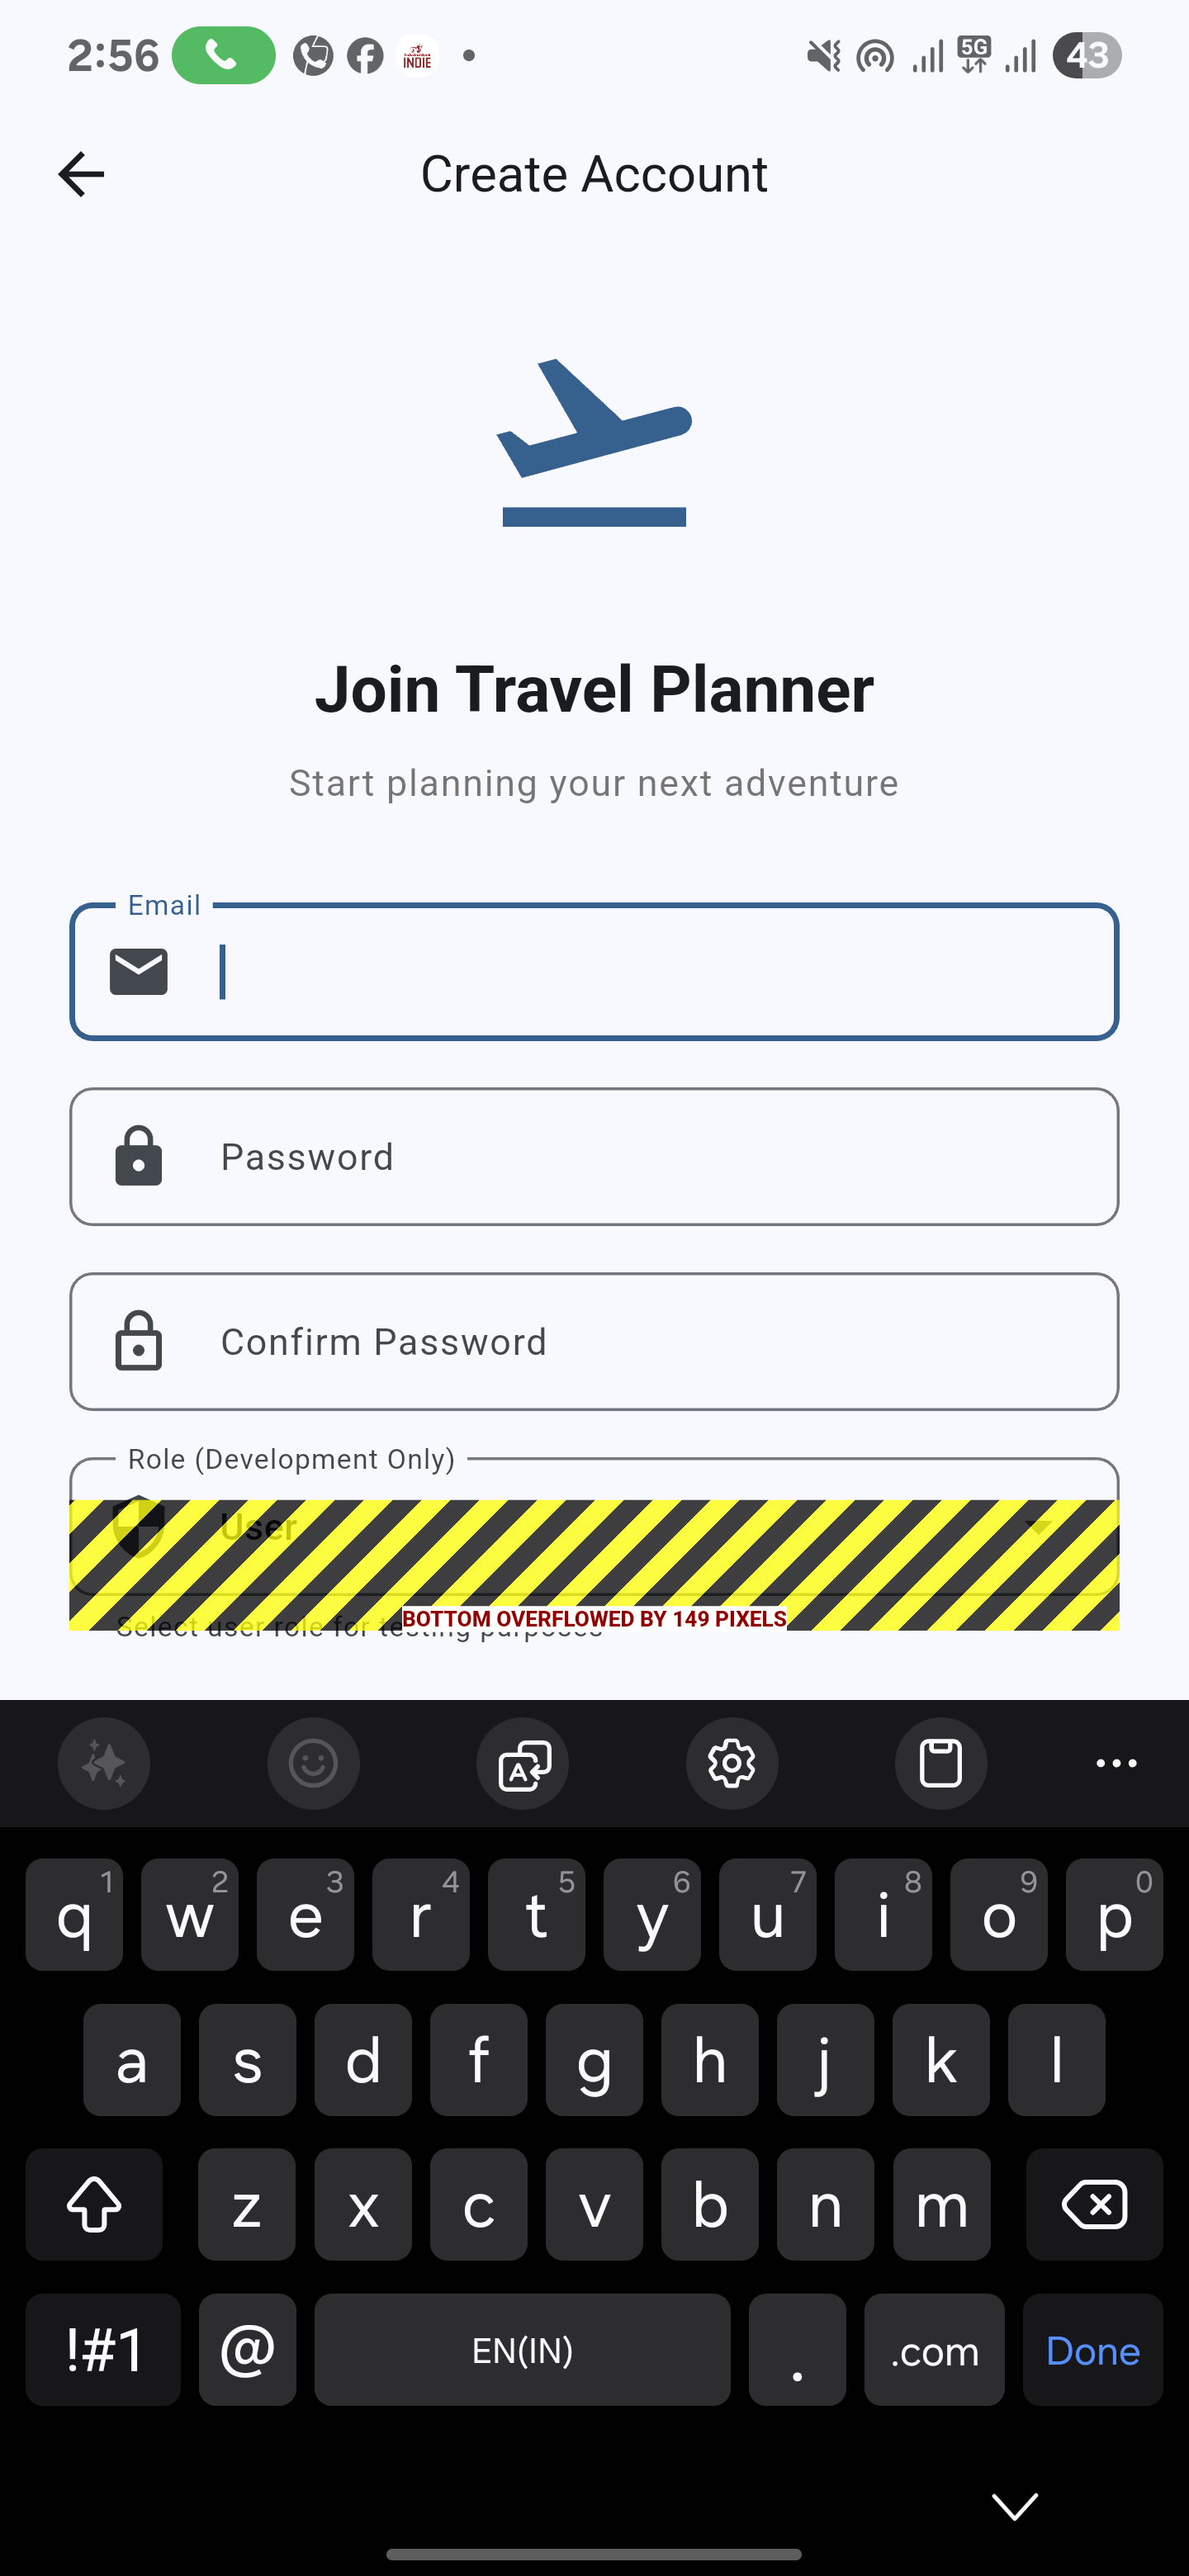 2:56
INDIE
5G
43
Create Account
Join Travel Planner
Start planning your next adventure
Email
Password
Confirm Password
Role (Development Only)
User
Select user role for testing purposes
BOTTOM OVERFLOWED BY 149 PIXELS
A
1 2 3 4 5 6 7 8 9 0
q w e r t y u i o p
a s d f g h j k l
z x c v b n m
!#1 @ EN(IN) . .com Done